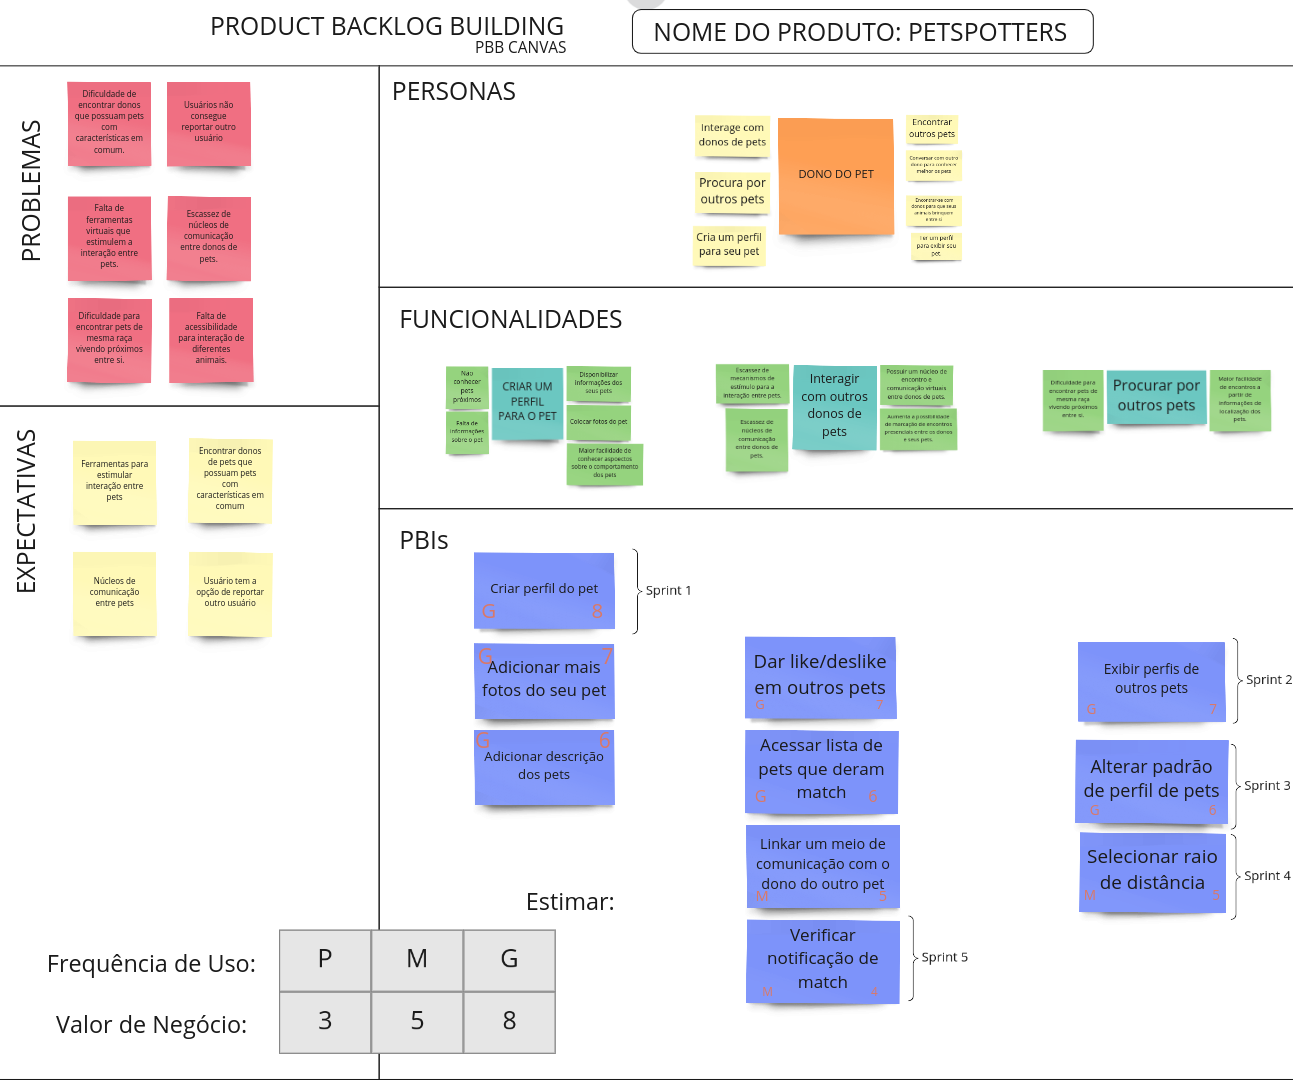 PRODUCT BACKLOG BUILDING
PBB CANVAS
NOME DO PRODUTO: PETSPOTTERS
PROBLEMAS
Dificuldade de
encontrar donos
que possuam pets
com
características em
comum.
Usuários não
consegue
reportar outro
usuário
Falta de
ferramentas
virtuais que
estimulem a
interação entre
pets.
Escassez de
núcleos de
comunicação
entre donos de
pets.
Dificuldade para
encontrar pets de
mesma raça
vivendo próximos
entre si.
Falta de
acessibilidade
para interação de
diferentes
animais.
EXPECTATIVAS
Ferramentas para
estimular
interação entre
pets
Encontrar donos
de pets que
possuam pets
com
características em
comum
Núcleos de
comunicação
entre pets
Usuário tem a
opção de reportar
outro usuário
PERSONAS
Interage com
donos de pets
Procura por
outros pets
Cria um perfil
para seu pet
DONO DO PET
Encontrar
outros pets
Conversar com outro
dono para conhecer
melhor os pets
Encontrar-se com
donos para que seus
animais brinquem
entre si
Ter um perfil
para exibir seu
pet
FUNCIONALIDADES
Nao
conhecer
pets
próximos
Falta de
informações
sobre o pet
CRIAR UM
PERFIL
PARA O PET
Disponibilizar
informações dos
seus pets
Colocar fotos do pet
Maior facilidade de
conhecer aspoectos
sobre o comportamento
dos pets
Escassez de
mecanismos de
estímulo para a
interação entre pets.
Escassez de
núcleos de
comunicação
entre donos de
pets.
Interagir
com outros
donos de
pets
Possuir um núcleo de
encontro e
comunicação virtuais
entre donos de pets.
Aumenta a possibilidade
de marcação de encontros
presenciais entre os donos
e seus pets.
Dificuldade para
encontrar pets de
mesma raça
vivendo próximos
entre si.
Procurar por
outros pets
Maior facilidade
de encontros a
partir de
informações de
localização dos
pets.
PBIs
Criar perfil do pet
G 8
Sprint 1
G 7
Adicionar mais
fotos do seu pet
G 6
Adicionar descrição
dos pets
Dar like/deslike
em outros pets
G 7
Acessar lista de
pets que deram
match
G 6
Linkar um meio de
comunicação com o
dono do outro pet
M 5
Verificar
notificação de
match
M
Sprint 5
Exibir perfis de
outros pets
G 7
Sprint 2
Alterar padrão
de perfil de pets
G 6
Sprint 3
Selecionar raio
de distância
M 5
Sprint 4
Estimar:
Frequência de Uso:
P M G
Valor de Negócio:
3 5 8